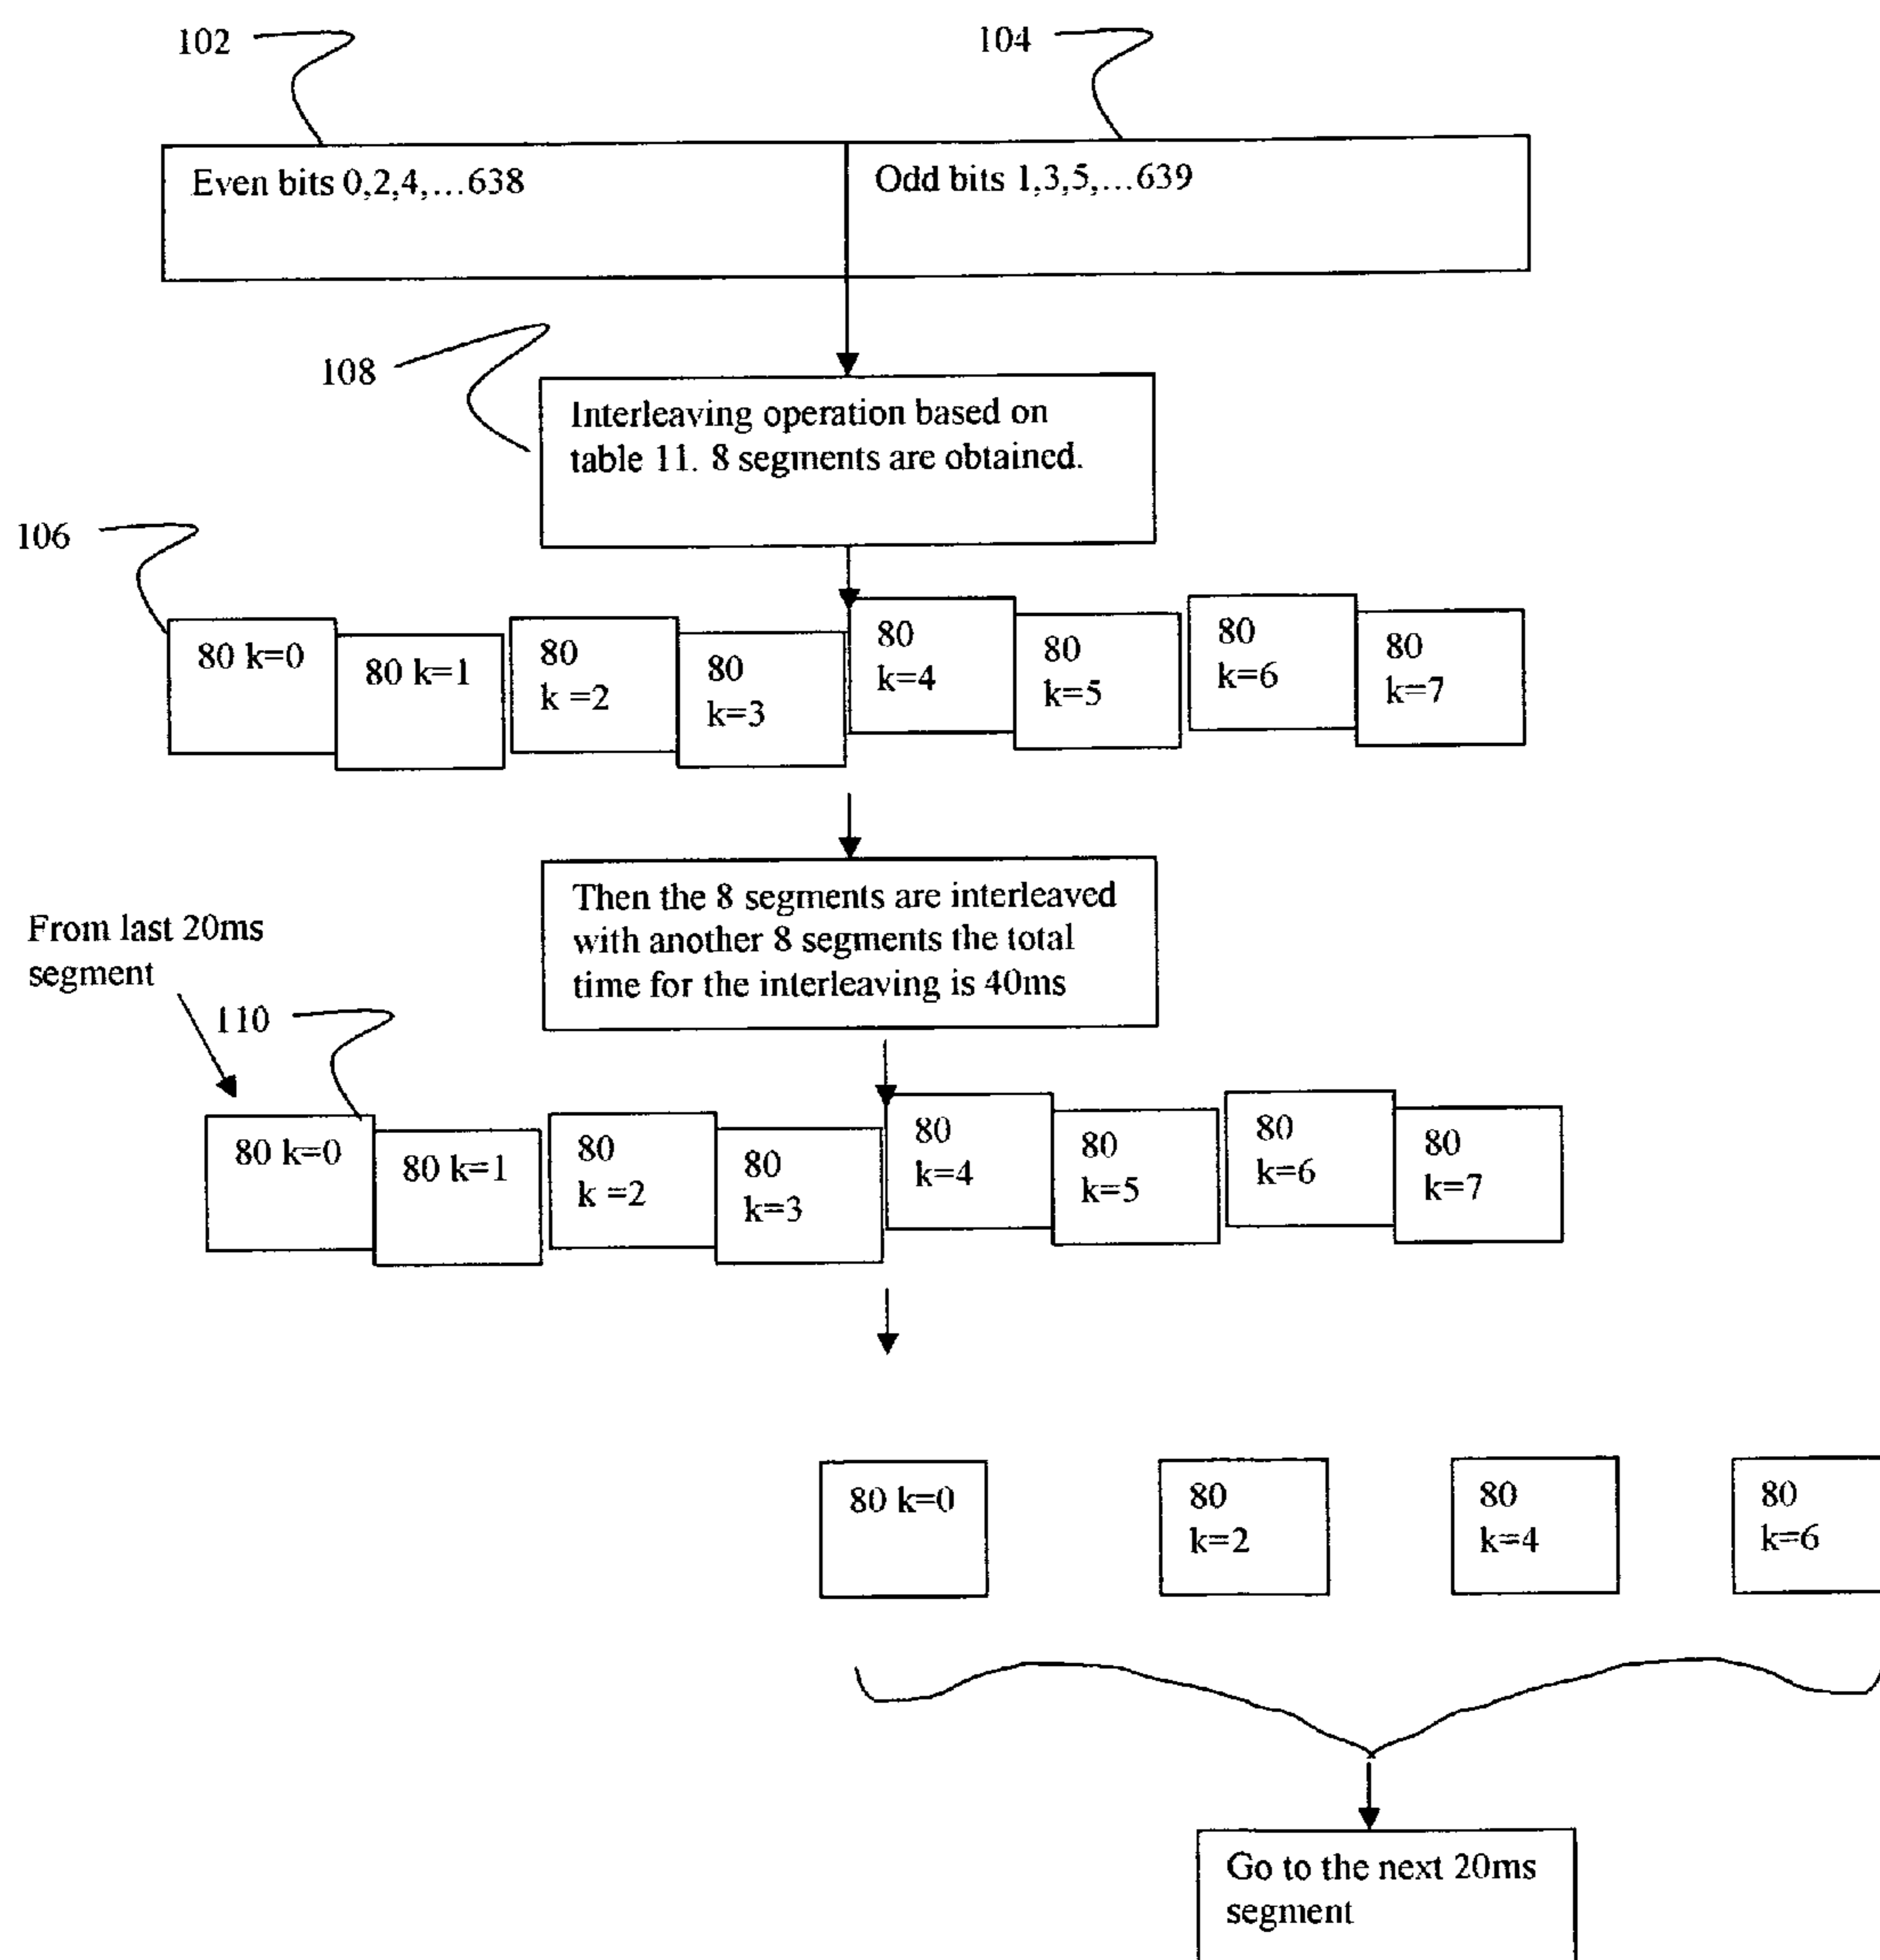 102
104
Even bits 0,2,4,...638
Odd bits 1,3,5,...639
108
Interleaving operation based on
table 11. 8 segments are obtained.
106
80 k=0
80 k=1
80
k =2
80
k=3
80
k=4
80
k=5
80
k=6
80
k=7
Then the 8 segments are interleaved
with another 8 segments the total
time for the interleaving is 40ms
From last 20ms
segment
110
80 k=0
80 k=1
80
k =2
80
k=3
80
k=4
80
k=5
80
k=6
80
k=7
80 k=0
80
k=2
80
k=4
80
k=6
Go to the next 20ms
segment